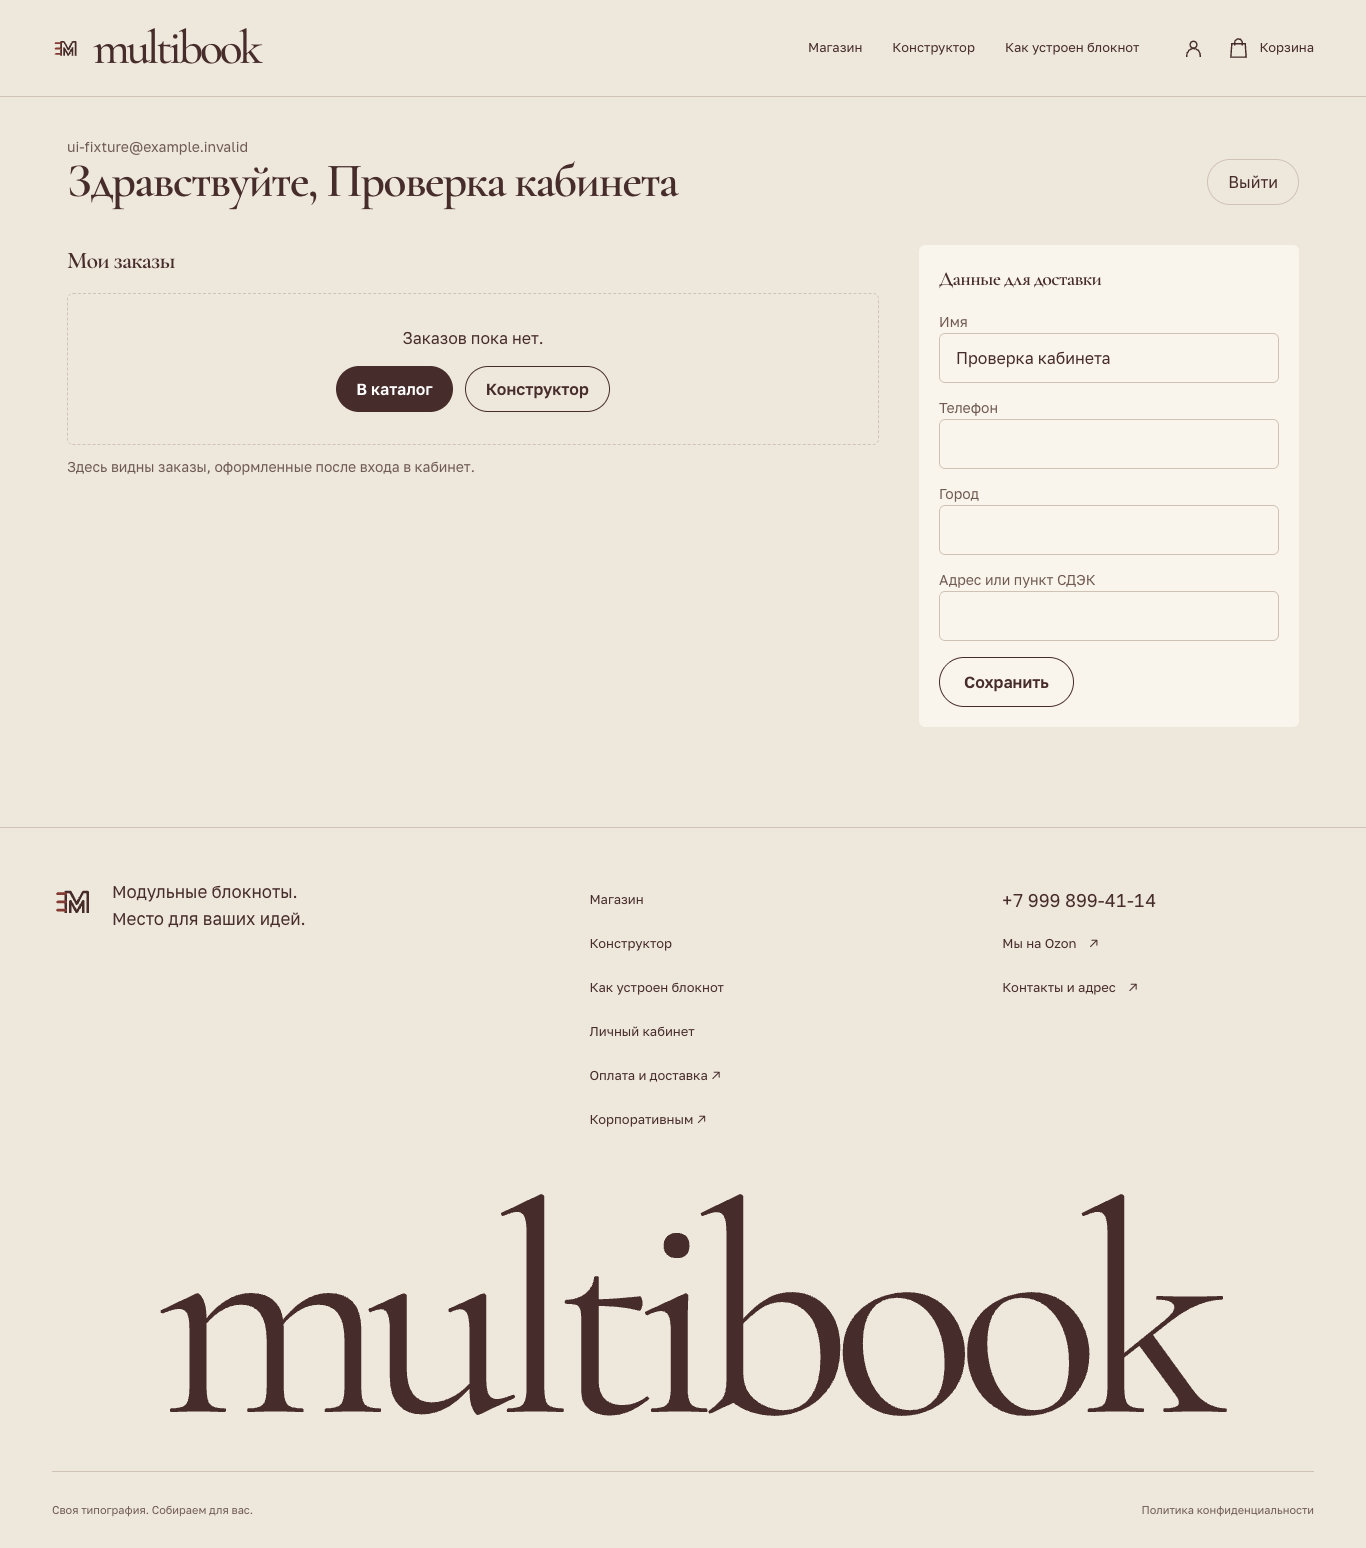 multibook
Магазин
Конструктор
Как устроен блокнот
Корзина
ui-fixture@example.invalid
Здравствуйте, Проверка кабинета
Выйти
Мои заказы
Заказов пока нет.
В каталог
Конструктор
Здесь видны заказы, оформленные после входа в кабинет.
Данные для доставки
Имя
Проверка кабинета
Телефон
Город
Адрес или пункт СДЭК
Сохранить
Модульные блокноты.
Место для ваших идей.
Магазин
Конструктор
Как устроен блокнот
Личный кабинет
Оплата и доставка ↗
Корпоративным ↗
+7 999 899-41-14
Мы на Ozon ↗
Контакты и адрес ↗
multibook
Своя типография. Собираем для вас.
Политика конфиденциальности